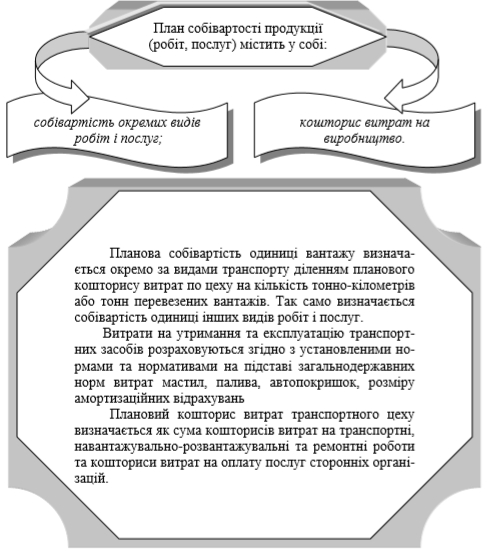 План собівартості продукції
(робіт, послуг) містить у собі:
собівартість окремих видів
робіт і послуг;
кошторис витрат на
виробництво.
Планова собівартість одиниці вантажу визнача-
ється окремо за видами транспорту діленням планового
кошторису витрат по цеху на кількість тонно-кілометрів
або тонн перевезених вантажів. Так само визначається
собівартість одиниці інших видів робіт і послуг.
Витрати на утримання та експлуатацію транспорт-
них засобів розраховуються згідно з установленими но-
рмами та нормативами на підставі загальнодержавних
норм витрат мастил, палива, автопокришок, розміру
амортизаційних відрахувань
Плановий кошторис витрат транспортного цеху
визначається як сума кошторисів витрат на транспортні,
навантажувально-розвантажувальні та ремонтні роботи
та кошториси витрат на оплату послуг сторонніх органі-
зацій.